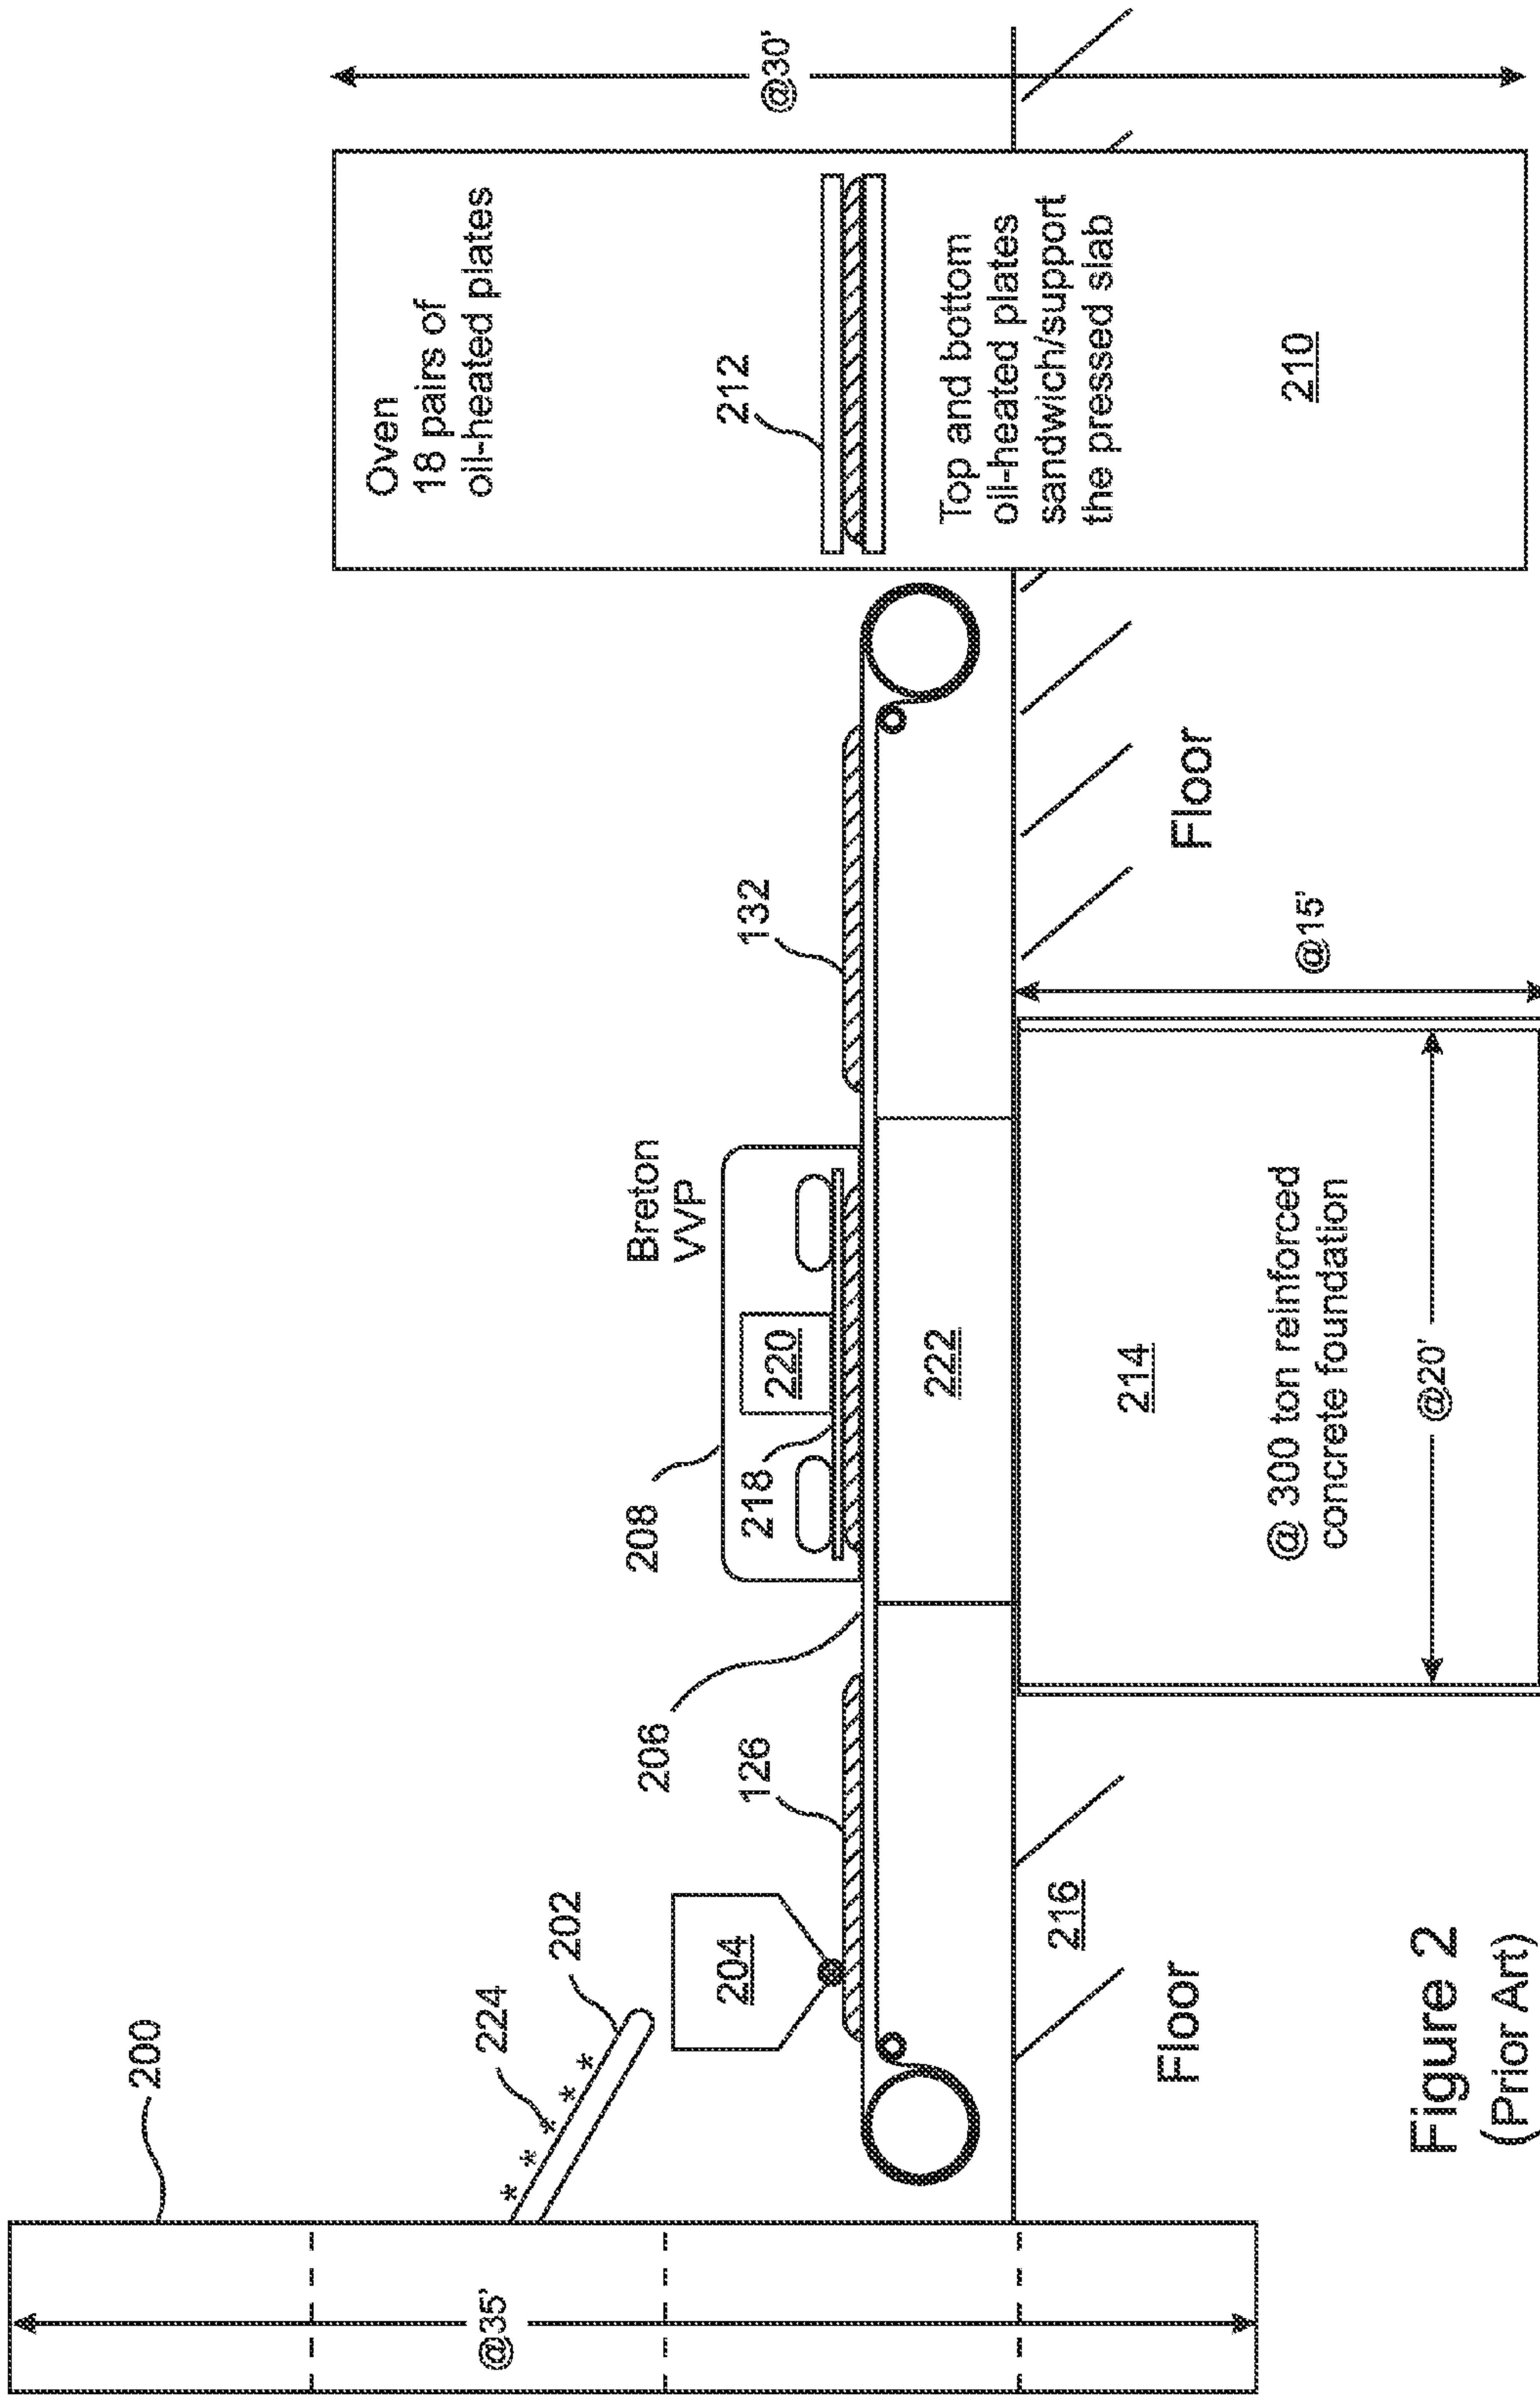 200
@35'
224
202
204
126
206
208
218
220
Breton
VVP
132
222
214
@ 300 ton reinforced
concrete foundation
@20'
@15'
216
Floor
Floor
Oven
18 pairs of
oil-heated plates
212
Top and bottom
oil-heated plates
sandwich/support
the pressed slab
210
@30'
Figure 2
(Prior Art)